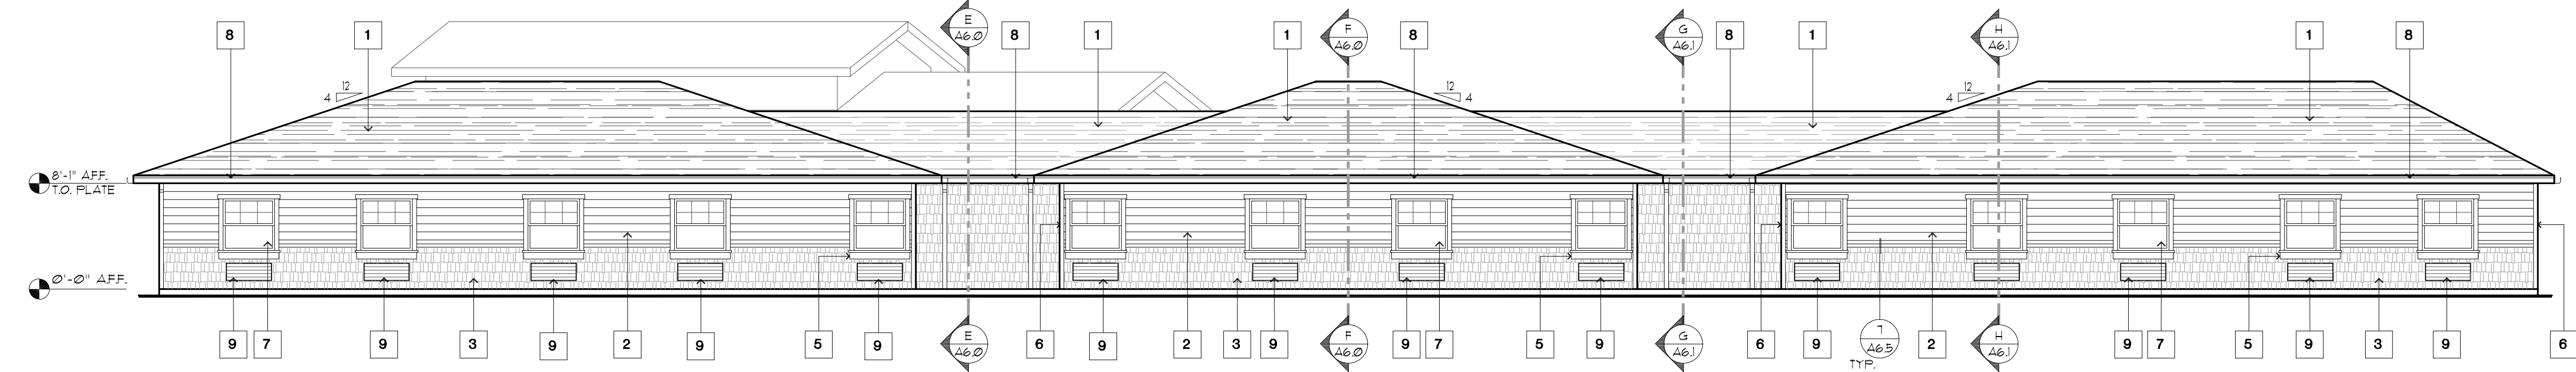 8 1 E A6.0 8 1 1 F A6.0 8 G A6.1 8 1 H A6.1 1 8
12 12 12
4 4 4
8'-1" A.F.F.
T.O. PLATE
0'-0" A.F.F.
9 7 9 3 9 2 9 5 9 E A6.0 6 9 2 3 9 F A6.0 9 7 5 9 G A6.1 6 9 7 A6.5 2 H A6.1 9 7 5 9 3 9 6
TYP.